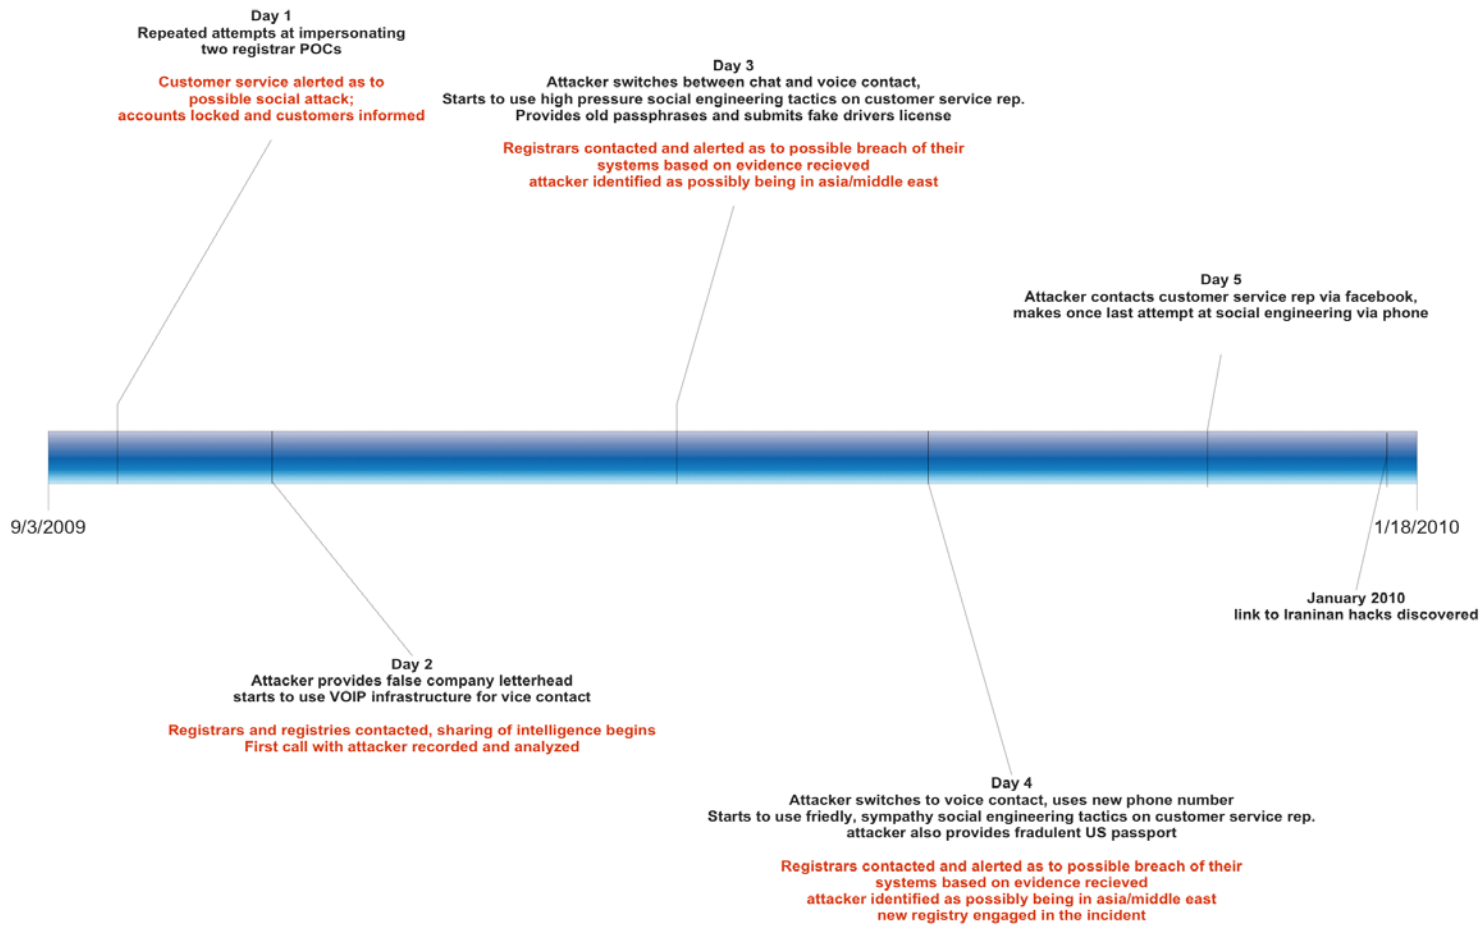 Day 1
Repeated attempts at impersonating
two registrar POCs
Customer service alerted as to
possible social attack;
accounts locked and customers informed
Day 3
Attacker switches between chat and voice contact,
Starts to use high pressure social engineering tactics on customer service rep.
Provides old passphrases and submits fake drivers license
Registrars contacted and alerted as to possible breach of their
systems based on evidence recieved
attacker identified as possibly being in asia/middle east
Day 5
Attacker contacts customer service rep via facebook,
makes once last attempt at social engineering via phone
9/3/2009
1/18/2010
January 2010
link to Iraninan hacks discovered
Day 2
Attacker provides false company letterhead
starts to use VOIP infrastructure for vice contact
Registrars and registries contacted, sharing of intelligence begins
First call with attacker recorded and analyzed
Day 4
Attacker switches to voice contact, uses new phone number
Starts to use friedly, sympathy social engineering tactics on customer service rep.
attacker also provides fradulent US passport
Registrars contacted and alerted as to possible breach of their
systems based on evidence recieved
attacker identified as possibly being in asia/middle east
new registry engaged in the incident